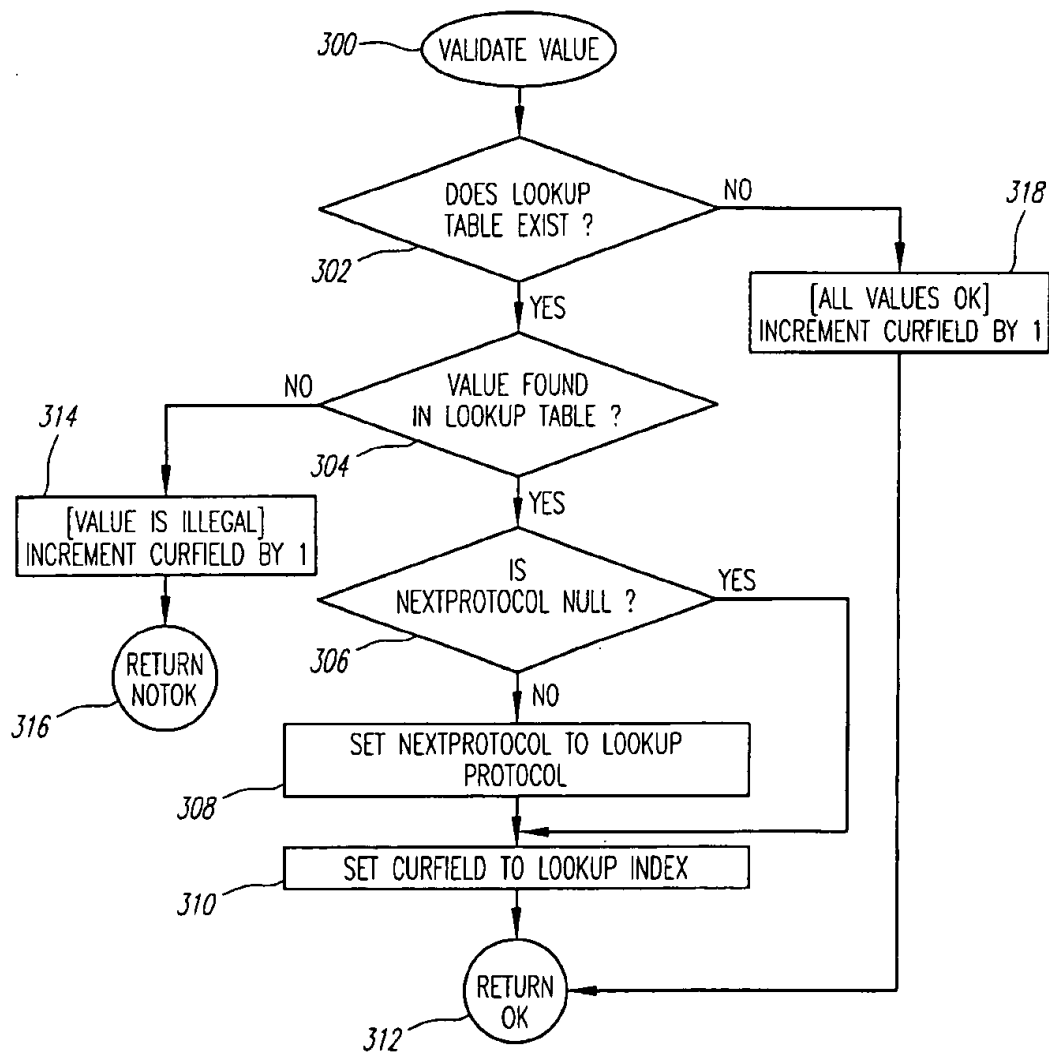 300
VALIDATE VALUE
DOES LOOKUP
TABLE EXIST ?
302
NO
318
YES
[ALL VALUES OK]
INCREMENT CURFIELD BY 1
VALUE FOUND
IN LOOKUP TABLE ?
304
NO
314
YES
[VALUE IS ILLEGAL]
INCREMENT CURFIELD BY 1
IS
NEXTPROTOCOL NULL ?
306
YES
RETURN
NOTOK
316
NO
SET NEXTPROTOCOL TO LOOKUP
PROTOCOL
308
SET CURFIELD TO LOOKUP INDEX
310
RETURN
OK
312